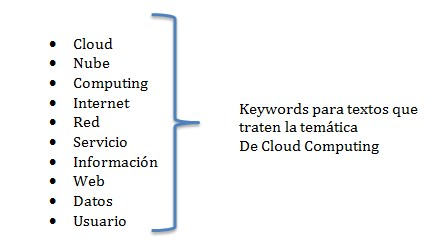 • Cloud
• Nube
• Computing
• Internet
• Red
• Servicio
• Información
• Web
• Datos
• Usuario
Keywords para textos que
traten la temática
De Cloud Computing